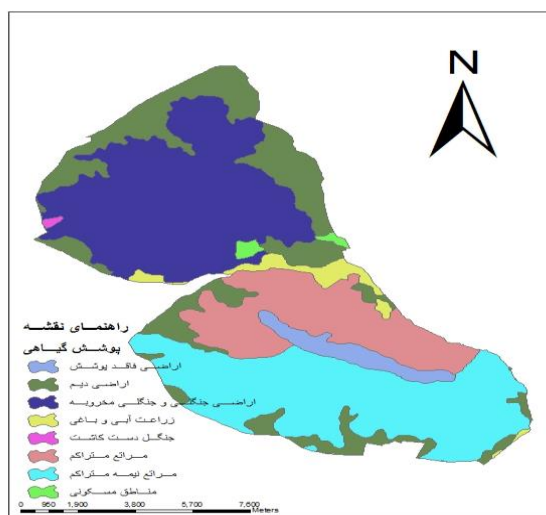 N
راهنمای نقشه
پوشش گیاهی
اراضی فاقد پوشش
اراضی دیم
اراضی جنگلی و جنگلی مخروبه
زراعت آبی و باغی
جنگل دست کاشت
مراتع متراکم
مراتع نیمه متراکم
مناطق مسکونی
0 950 1,900 3,800 5,700 7,600
Meters